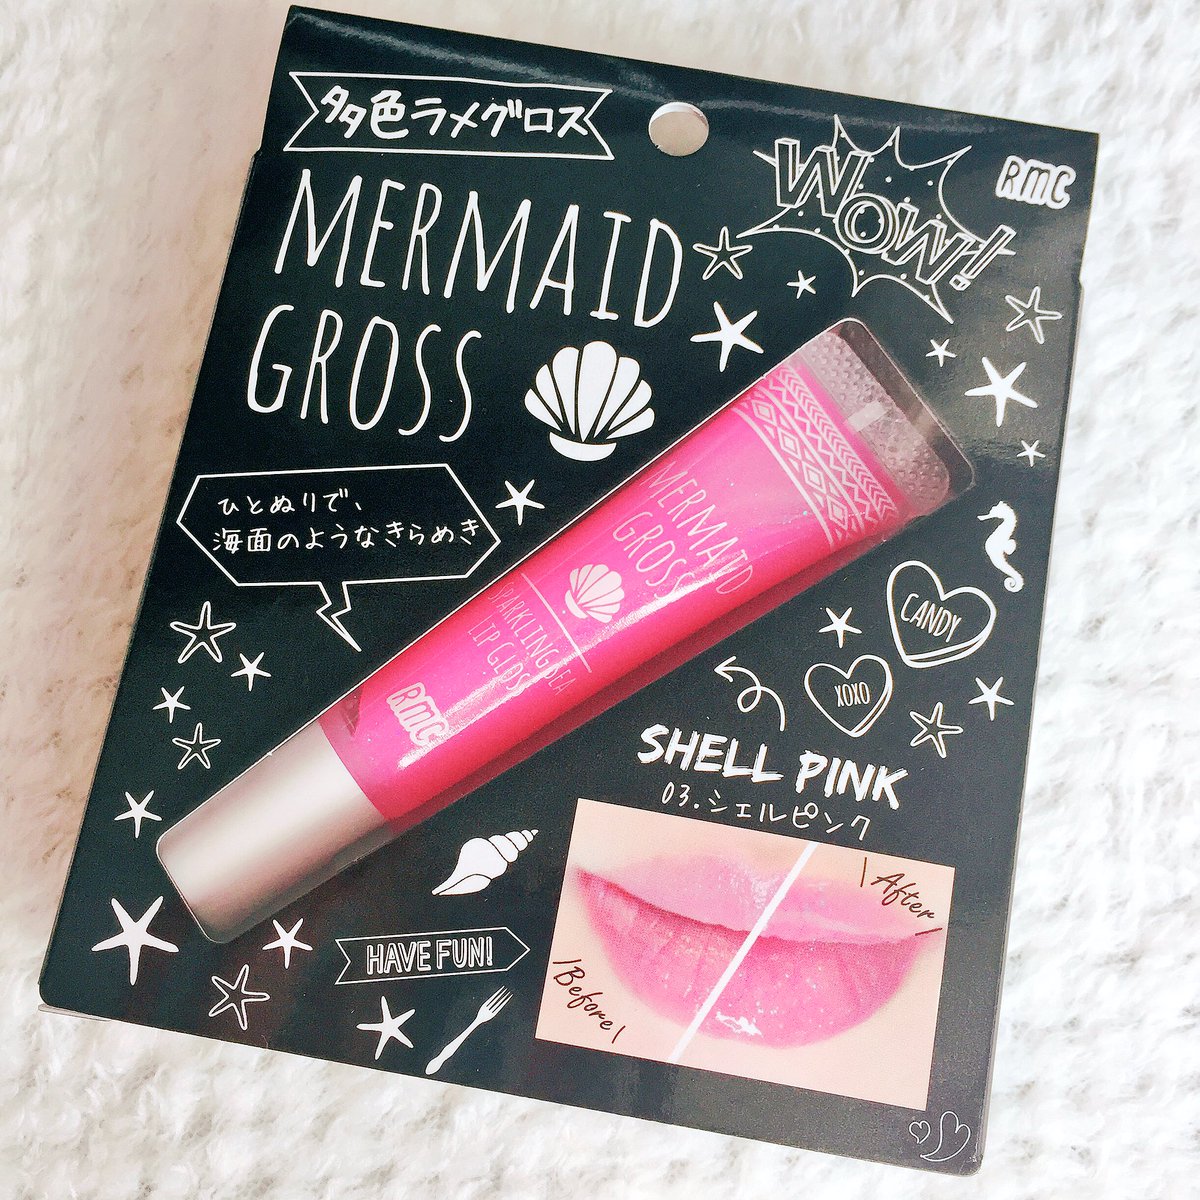 多色ラメグロス
WOW!
RMC
MERMAID
GROSS
ひとぬりで、
海面のようなきらめき
MERMAID
GROSS
SPARKLING SEA
LIP GLOSS
RMC
CANDY
XOXO
SHELL PINK
03.シェルピンク
After
Before
HAVE FUN!